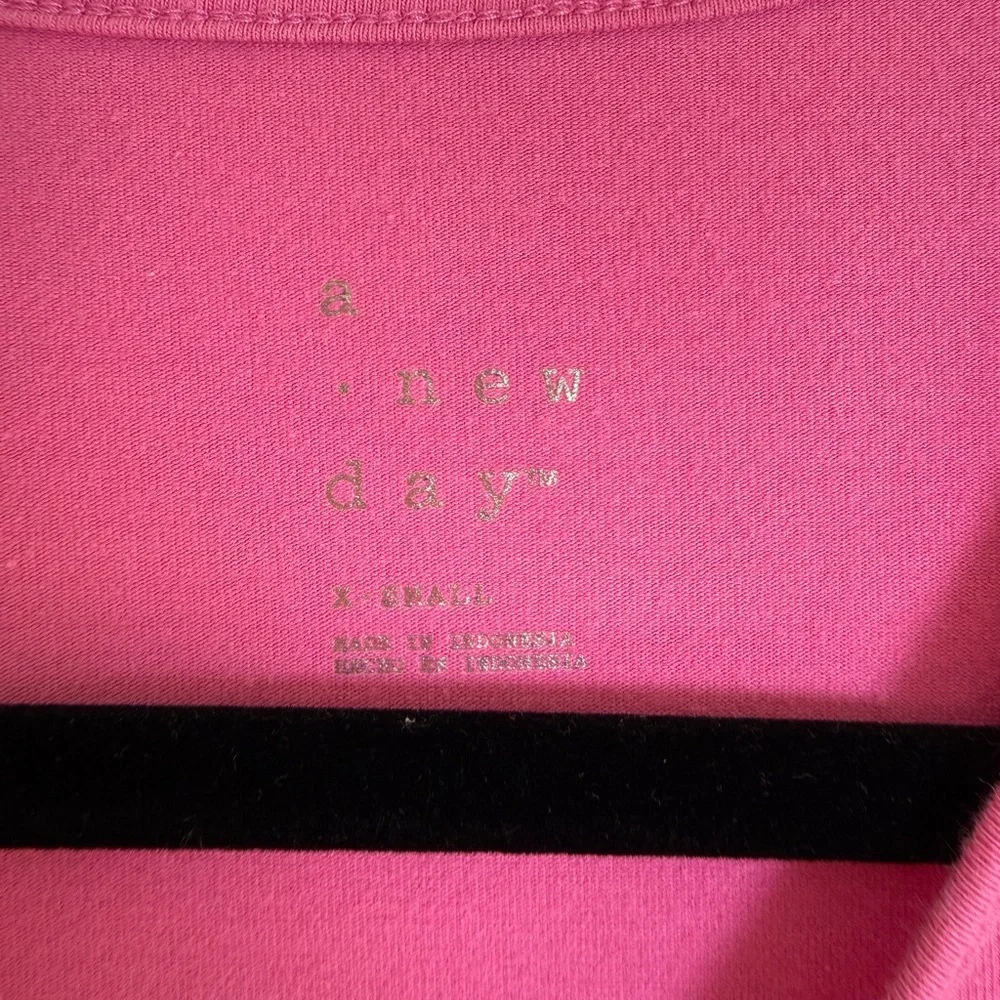 a
· new
day™
X-SMALL
MADE IN INDONESIA
HECHO EN INDONESIA